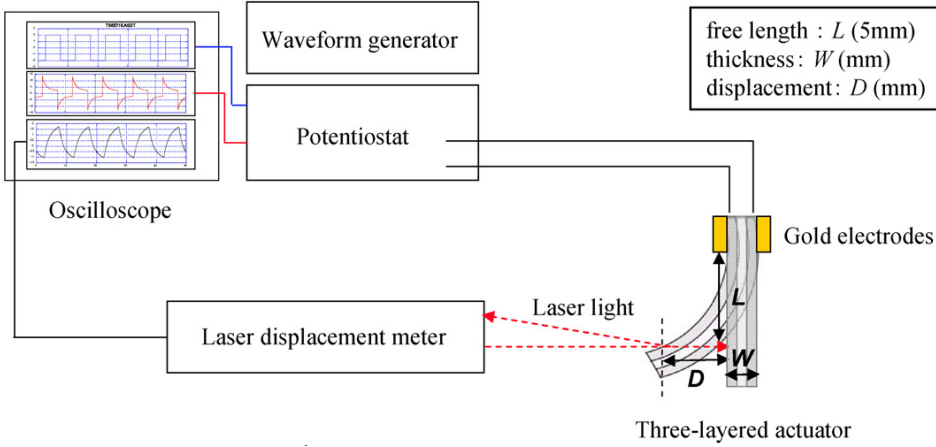 Waveform generator
free length : L (5mm)
thickness: W (mm)
displacement: D (mm)
Potentiostat
Oscilloscope
Gold electrodes
Laser light
Laser displacement meter
L
W
D
Three-layered actuator